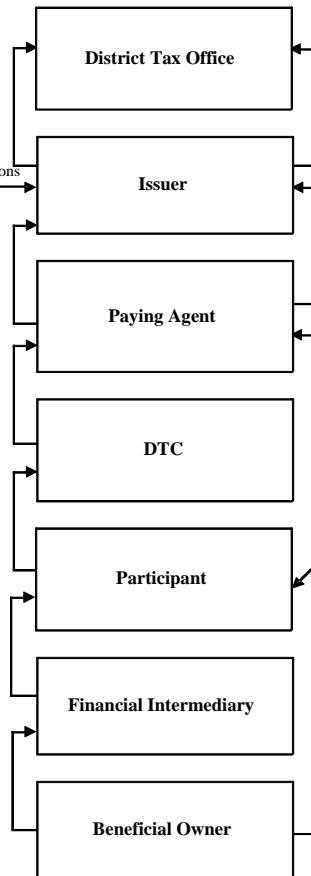 District Tax Office
ons
Issuer
Paying Agent
DTC
Participant
Financial Intermediary
Beneficial Owner